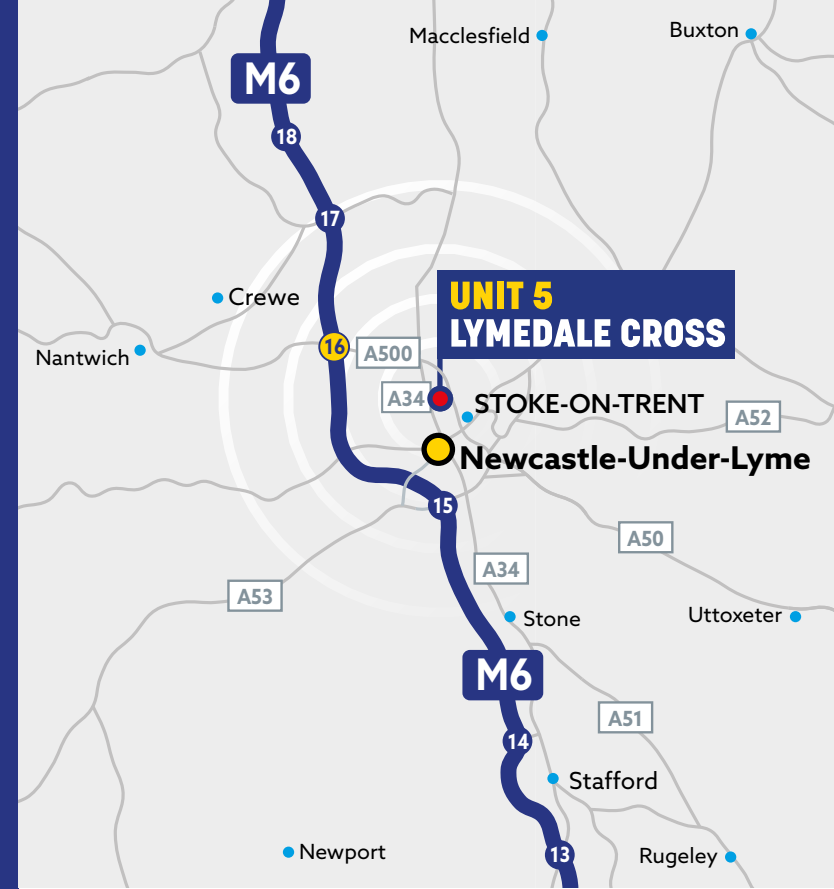 Macclesfield
Buxton
M6
18
17
UNIT 5
LYMEDALE CROSS
Crewe
16
A500
Nantwich
A34
STOKE-ON-TRENT
A52
Newcastle-Under-Lyme
15
A50
A34
A53
Stone
Uttoxeter
M6
A51
14
Stafford
Newport
13
Rugeley